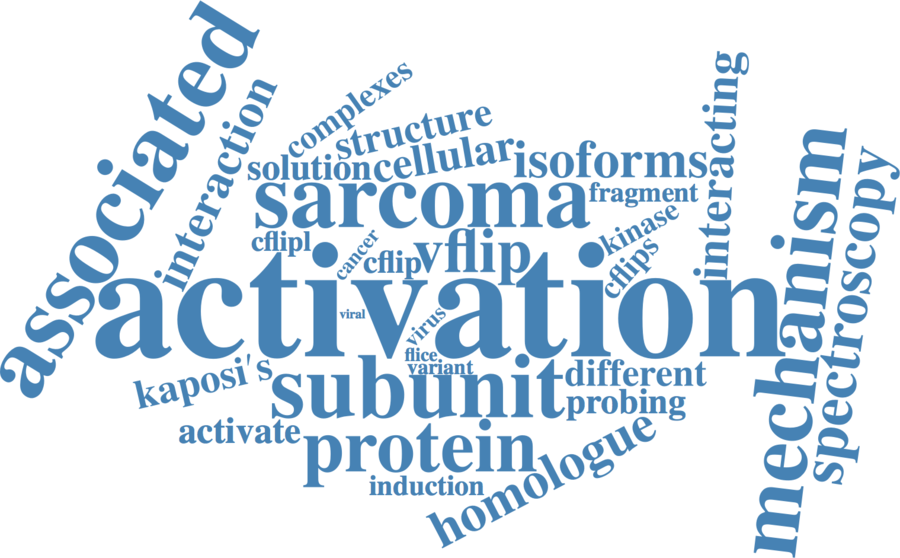 associated
interaction
complexes
structure
solution
cellular
isoforms
sarcoma
fragment
interacting
mechanism
spectroscopy
cflipl
cancer
cflip
vflip
kinase
cflips
activation
viral
virus
flice
variant
kaposi's
subunit
different
probing
activate
protein
homologue
induction